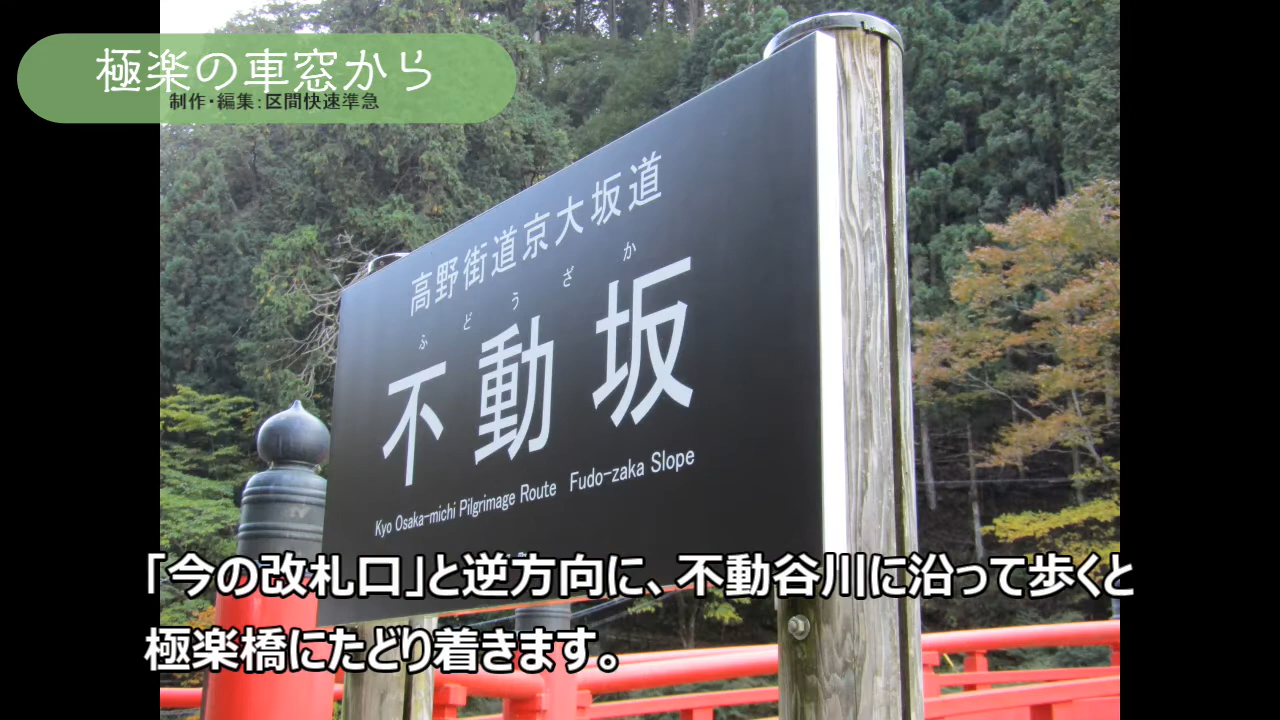 極楽の車窓から
制作・編集：区間快速準急
高野街道京大坂道
ふどうざか
不動坂
Kyo Osaka-michi Pilgrimage Route Fudo-zaka Slope
「今の改札口」と逆方向に、不動谷川に沿って歩くと
極楽橋にたどり着きます。